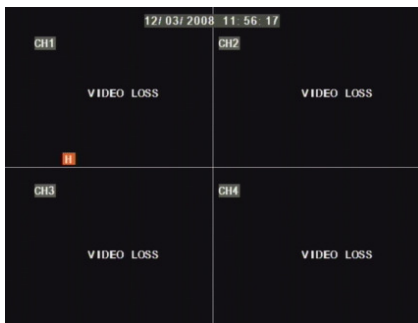 12/03/2008 11:56:17
CH1
CH2
VIDEO LOSS
VIDEO LOSS
H
CH3
CH4
VIDEO LOSS
VIDEO LOSS